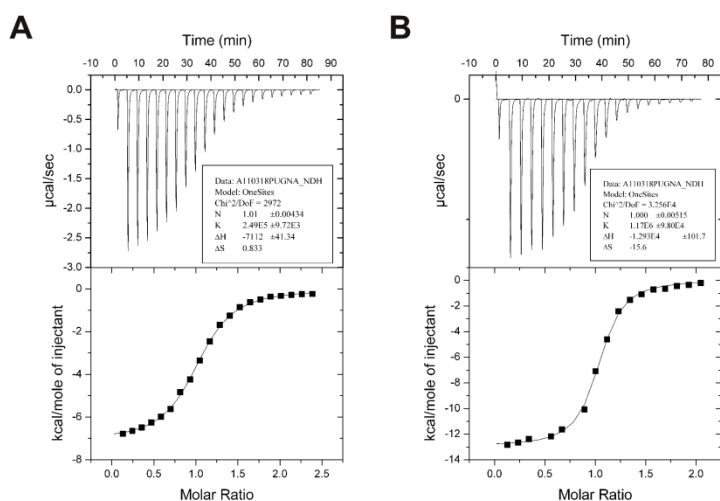 A
Time (min)
-10 0 10 20 30 40 50 60 70 80 90
0.0
-0.5
-1.0
-1.5
-2.0
-2.5
-3.0
µcal/sec
Data: A110318PUGNA_NDH
Model: OneSites
Chi^2/DoF = 2972
N 1.01 ±0.00434
K 2.49E5 ±9.72E3
ΔH -7112 ±41.34
ΔS 0.833
0
-2
-4
-6
-8
kcal/mole of injectant
0.0 0.5 1.0 1.5 2.0 2.5
Molar Ratio
B
Time (min)
-10 0 10 20 30 40 50 60 70 80
0
µcal/sec
Data: A110318PUGNA_NDH
Model: OneSites
Chi^2/DoF = 3.256E4
N 1.000 ±0.00515
K 1.17E6 ±9.80E4
ΔH -1.293E4 ±101.7
ΔS -15.6
0
-2
-4
-6
-8
-10
-12
-14
kcal/mole of injectant
0.0 0.5 1.0 1.5 2.0
Molar Ratio